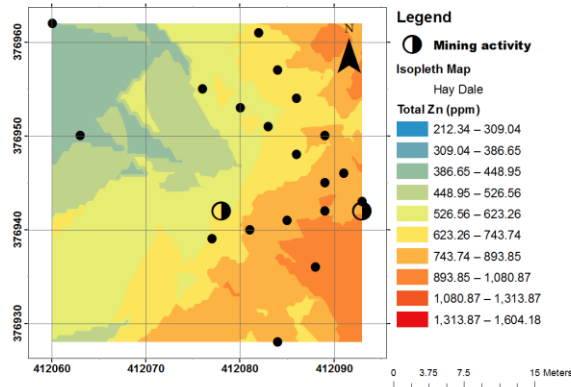 376960
376950
376940
376930
412060 412070 412080 412090
N
Legend
Mining activity
Isopleth Map
Hay Dale
Total Zn (ppm)
212.34 – 309.04
309.04 – 386.65
386.65 – 448.95
448.95 – 526.56
526.56 – 623.26
623.26 – 743.74
743.74 – 893.85
893.85 – 1,080.87
1,080.87 – 1,313.87
1,313.87 – 1,604.18
0 3.75 7.5 15 Meters